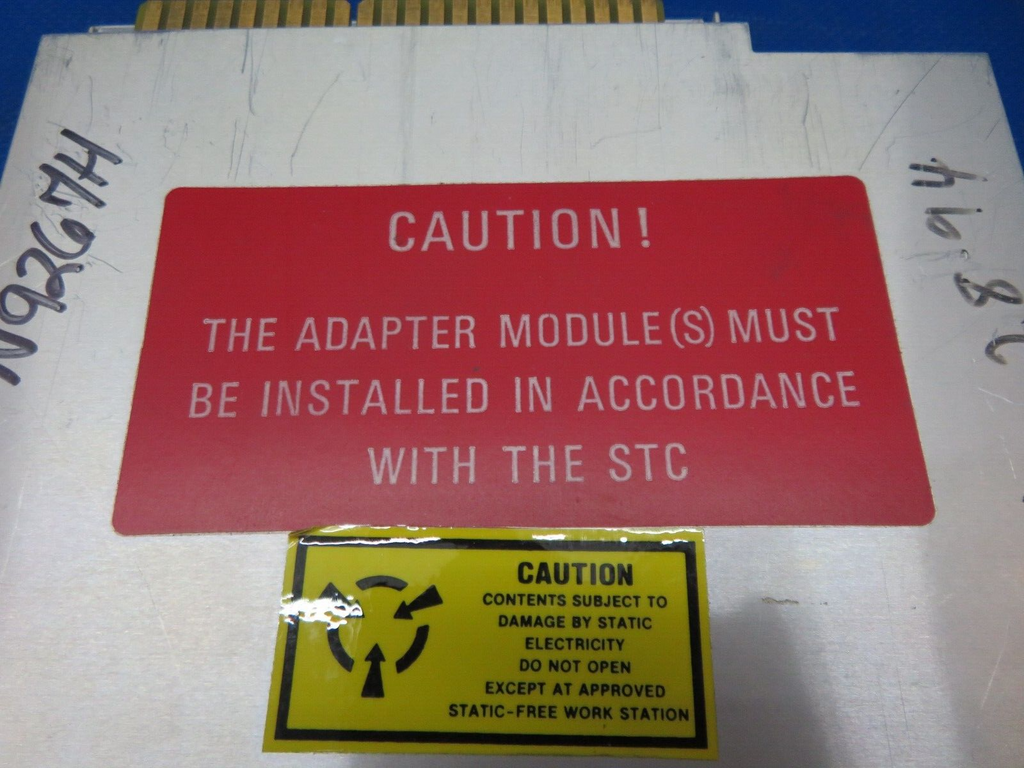 N926MH
CAUTION!
THE ADAPTER MODULE(S) MUST
BE INSTALLED IN ACCORDANCE
WITH THE STC
CAUTION
CONTENTS SUBJECT TO
DAMAGE BY STATIC
ELECTRICITY
DO NOT OPEN
EXCEPT AT APPROVED
STATIC-FREE WORK STATION